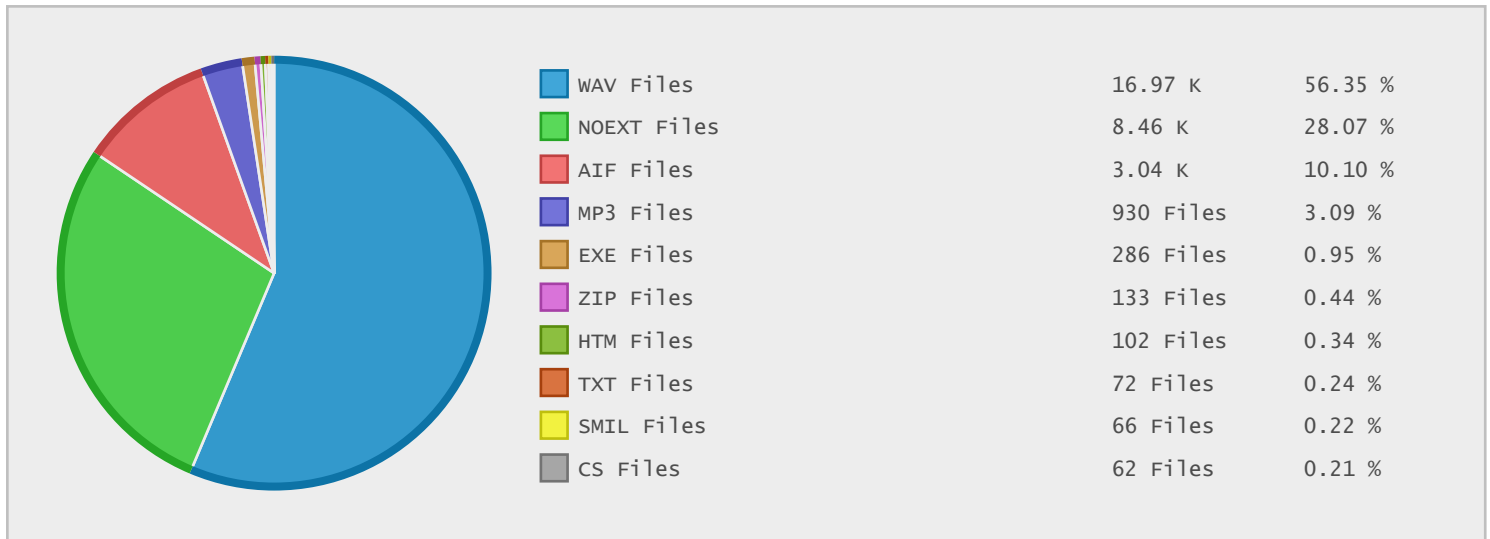 WAV Files 16.97 K 56.35 %
NOEXT Files 8.46 K 28.07 %
AIF Files 3.04 K 10.10 %
MP3 Files 930 Files 3.09 %
EXE Files 286 Files 0.95 %
ZIP Files 133 Files 0.44 %
HTM Files 102 Files 0.34 %
TXT Files 72 Files 0.24 %
SMIL Files 66 Files 0.22 %
CS Files 62 Files 0.21 %